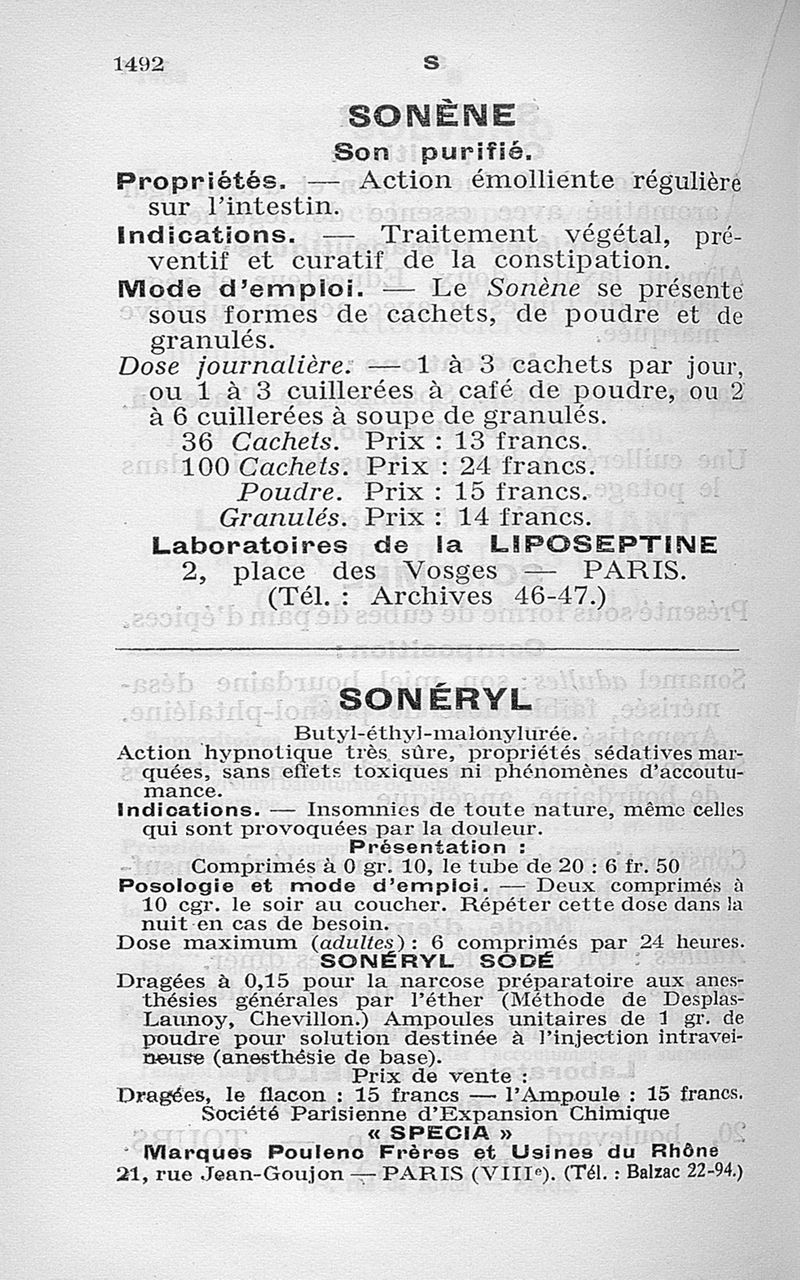 1492
S
SONÈNE
Son purifié.
Propriétés. — Action émolliente régulière
sur l'intestin.
Indications. — Traitement végétal, pré-
ventif et curatif de la constipation.
Mode d'emploi. — Le Sonène se présente
sous formes de cachets, de poudre et de
granulés.
Dose journalière. — 1 à 3 cachets par jour,
ou 1 à 3 cuillerées à café de poudre, ou 2
à 6 cuillerées à soupe de granulés.
36 Cachets. Prix : 13 francs.
100 Cachets. Prix : 24 francs.
Poudre. Prix : 15 francs.
Granulés. Prix : 14 francs.
Laboratoires de la LIPOSEPTINE
2, place des Vosges — PARIS.
(Tél. : Archives 46-47.)
SONÉRYL
Butyl-éthyl-malonylurée.
Action hypnotique très sûre, propriétés sédatives mar-
quées, sans effets toxiques ni phénomènes d'accoutu-
mance.
Indications. — Insomnies de toute nature, même celles
qui sont provoquées par la douleur.
Présentation :
Comprimés à 0 gr. 10, le tube de 20 : 6 fr. 50
Posologie et mode d'emploi. — Deux comprimés à
10 cgr. le soir au coucher. Répéter cette dose dans la
nuit en cas de besoin.
Dose maximum (adultes) : 6 comprimés par 24 heures.
SONÉRYL SODÉ
Dragées à 0,15 pour la narcose préparatoire aux anes-
thésies générales par l'éther (Méthode de Desplas-
Launoy, Chevillon.) Ampoules unitaires de 1 gr. de
poudre pour solution destinée à l'injection intravei-
neuse (anesthésie de base).
Prix de vente :
Dragées, le flacon : 15 francs — l'Ampoule : 15 francs.
Société Parisienne d'Expansion Chimique
« SPECIA »
Marques Poulenc Frères et Usines du Rhône
21, rue Jean-Goujon — PARIS (VIIIe). (Tél. : Balzac 22-94.)